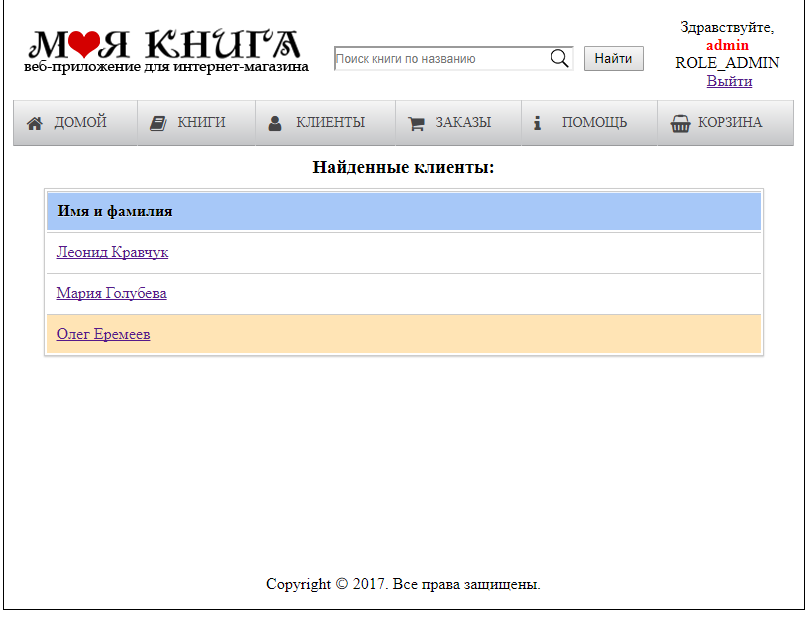 МОЯ КНИГА
веб-приложение для интернет-магазина
Поиск книги по названию
Найти
Здравствуйте,
admin
ROLE_ADMIN
Выйти
ДОМОЙ
КНИГИ
КЛИЕНТЫ
ЗАКАЗЫ
ПОМОЩЬ
КОРЗИНА
Найденные клиенты:
Имя и фамилия
Леонид Кравчук
Мария Голубева
Олег Еремеев
Copyright © 2017. Все права защищены.